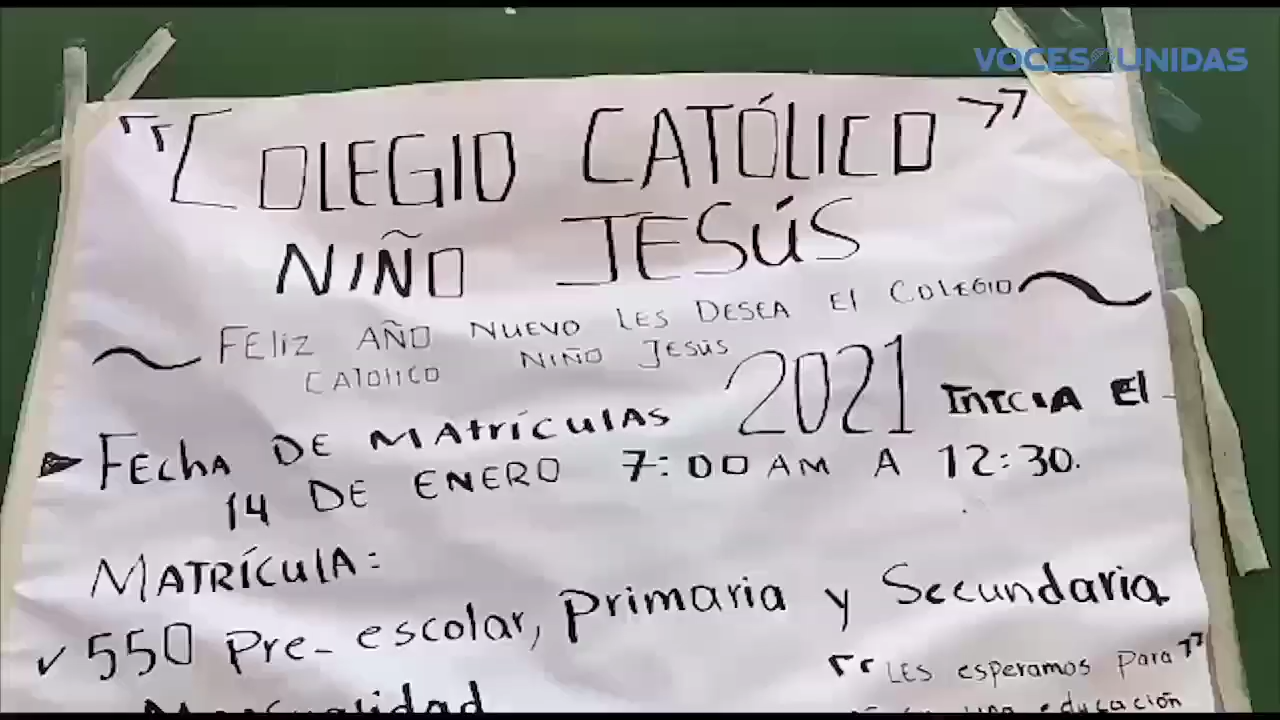 VOCES UNIDAS
"COLEGIO CATÓLICO"
NIÑO JESÚS
FELIZ AÑO NUEVO LES DESEA El COLEGIO
CATOlICO NIÑO JESÚS
FEChA DE MATRÍCULAS 2021 INICIA El
14 DE ENERO 7:00 AM A 12:30.
MATRÍCULA:
✓ 550 Pre-escolar, Primaria y Secundaria
"LES esperamos Para"
una educación